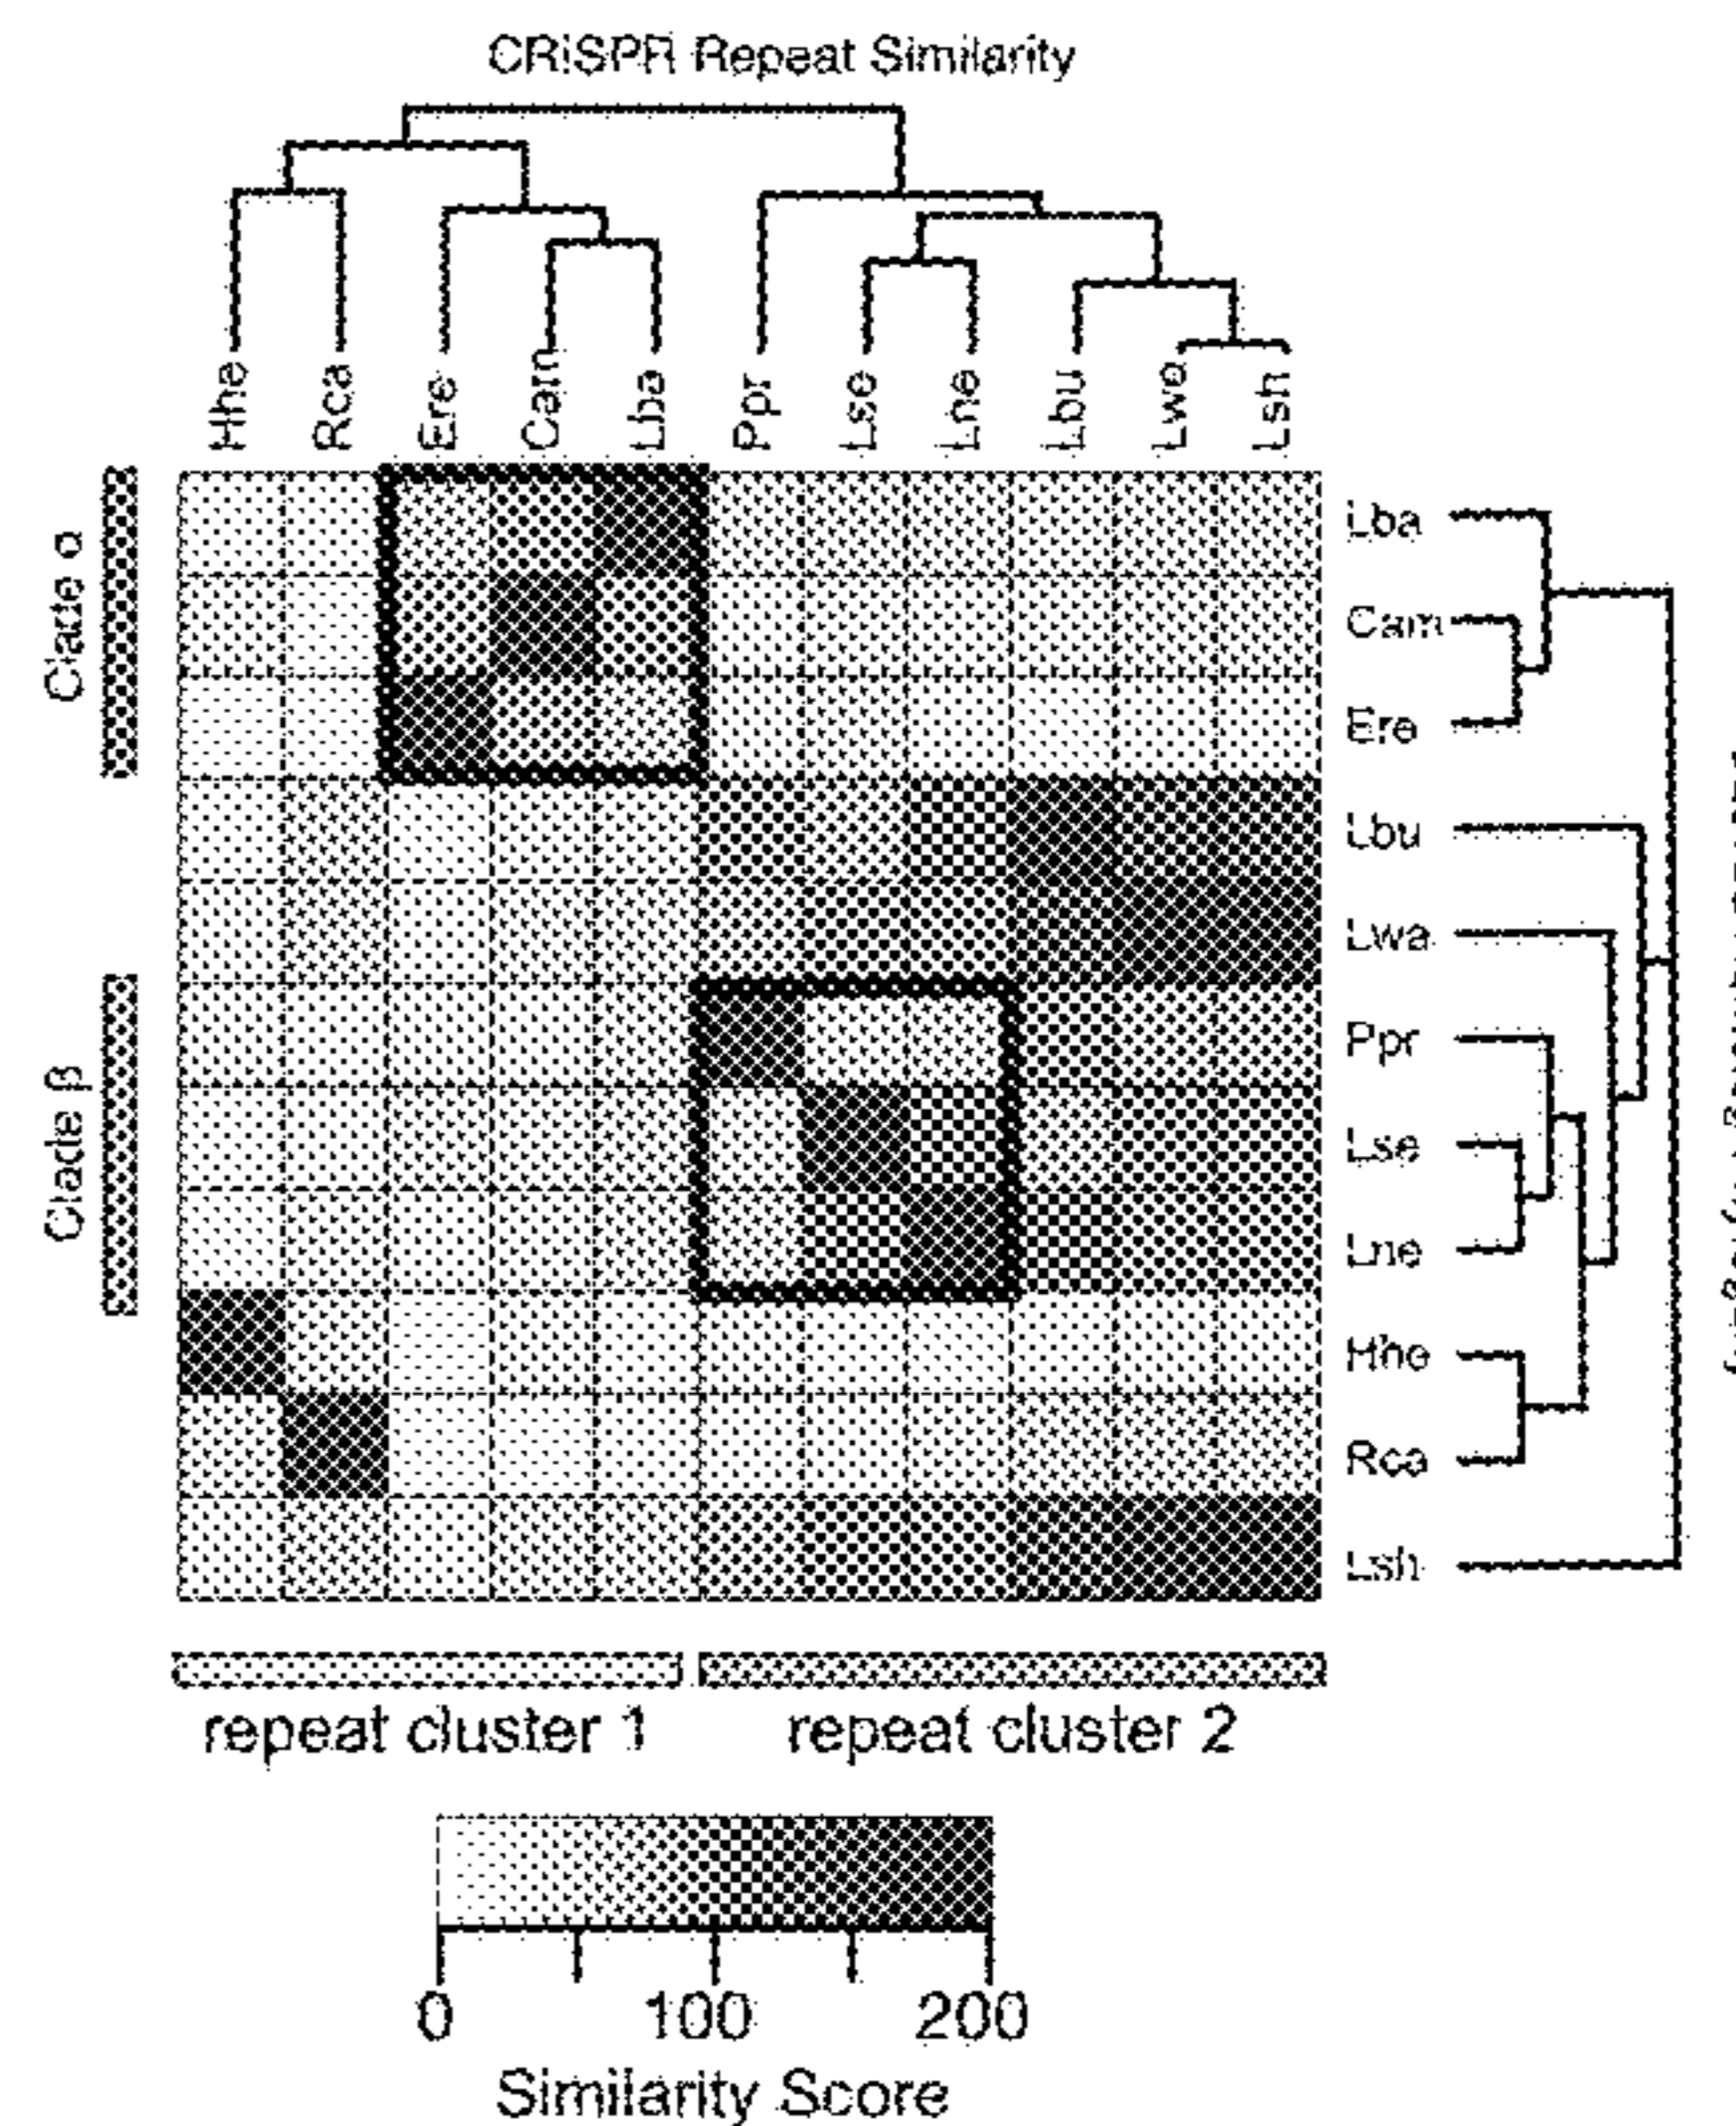 CRISPR Repeat Similarity
Hhe Rca Ere Cam Lba Ppr Lse Lne Lbu Lwa Lsh
Clade α
Clade β
Lba
Cam
Ere
Lbu
Lwa
Ppr
Lse
Lne
Hhe
Rca
Lsh
repeat cluster 1 repeat cluster 2
0 100 200
Similarity Score